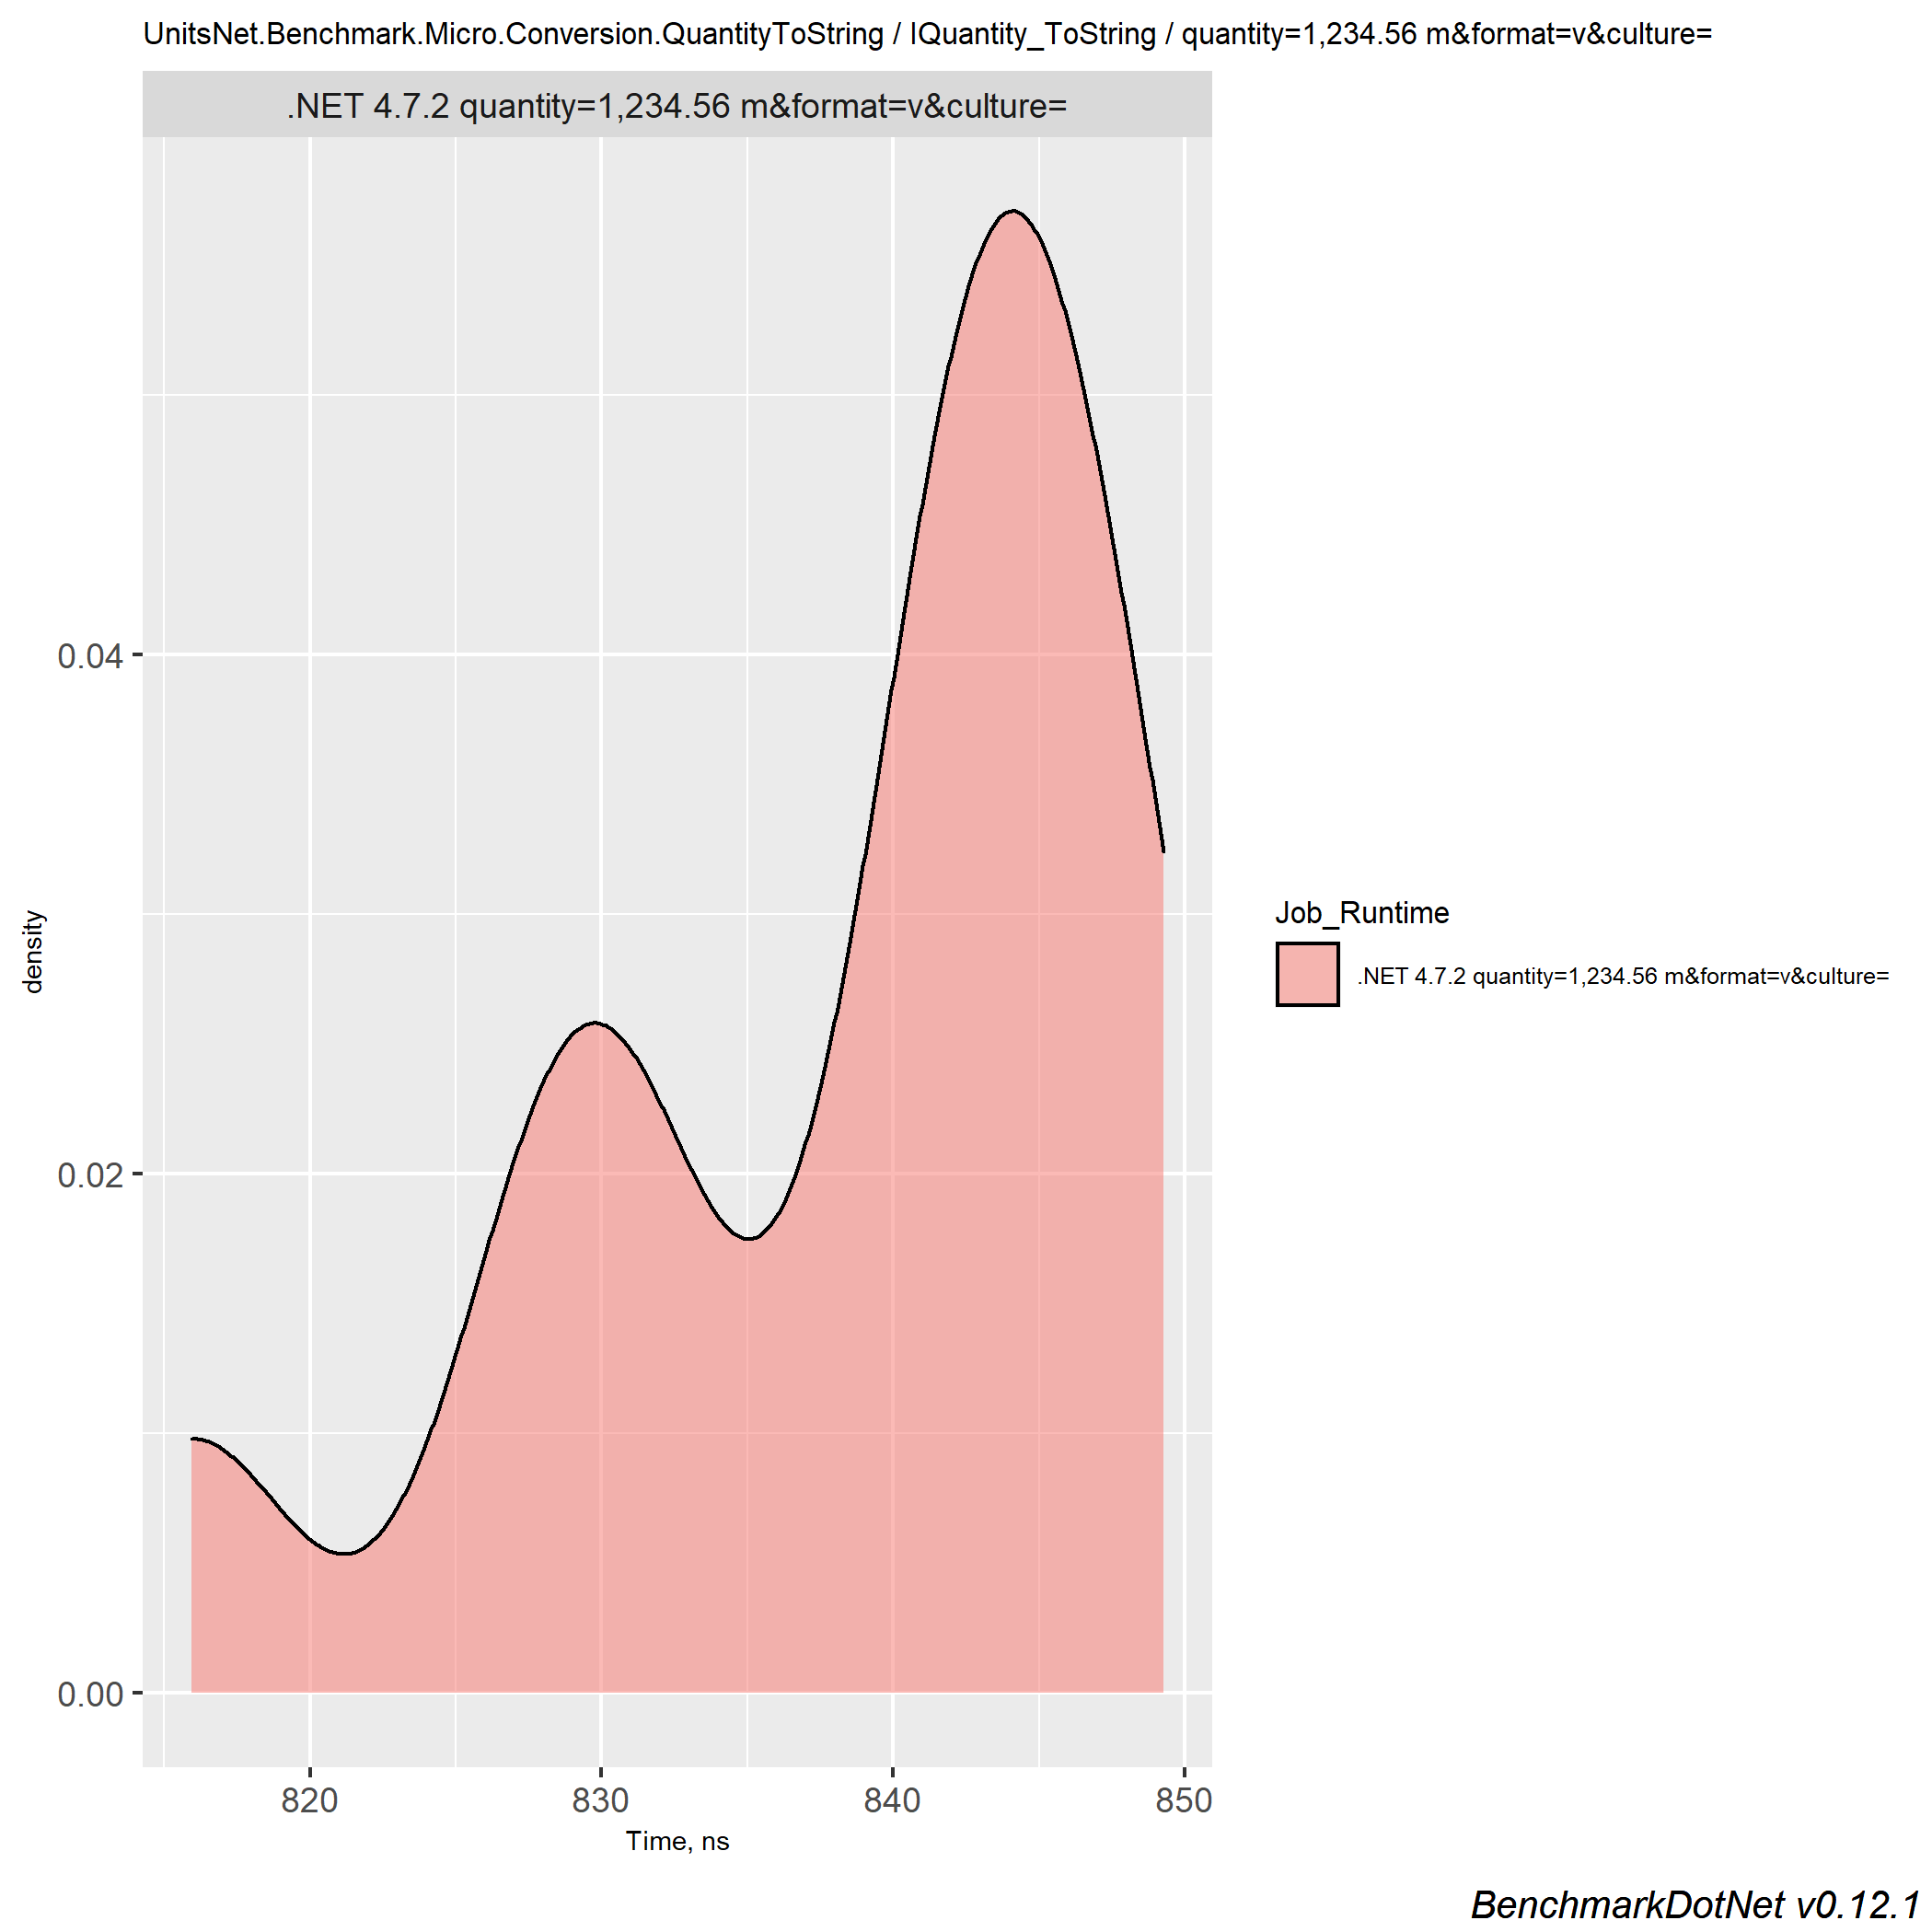 UnitsNet.Benchmark.Micro.Conversion.QuantityToString / IQuantity_ToString / quantity=1,234.56 m&format=v&culture=
.NET 4.7.2 quantity=1,234.56 m&format=v&culture=
0.04
0.02
0.00
density
820 830 840 850
Time, ns
Job_Runtime
.NET 4.7.2 quantity=1,234.56 m&format=v&culture=
BenchmarkDotNet v0.12.1